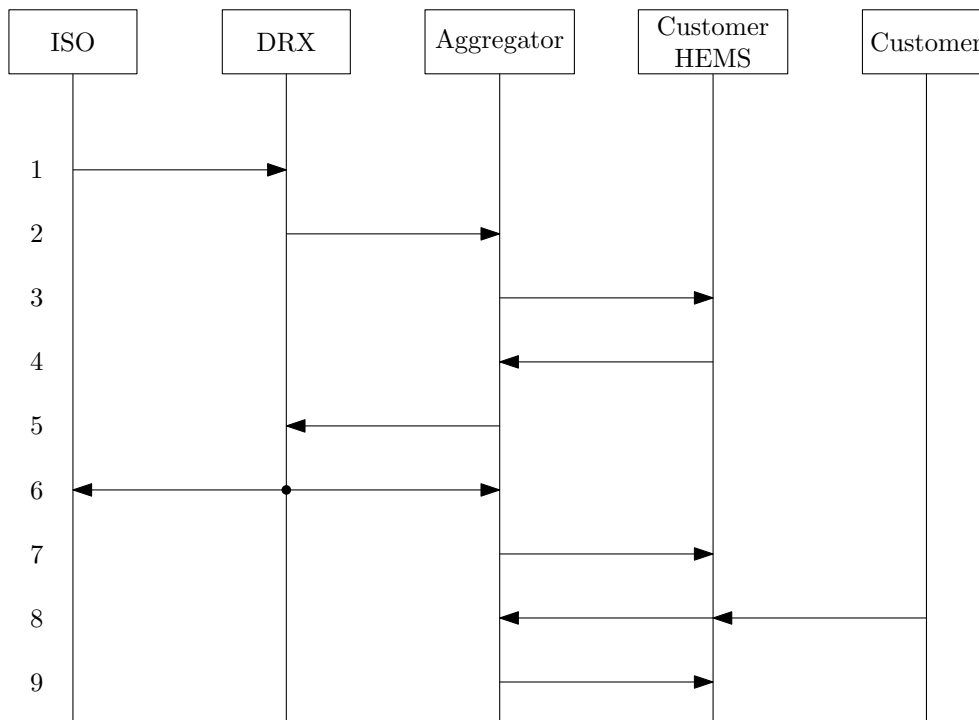 ISO
DRX
Aggregator
Customer
HEMS
Customer
1
2
3
4
5
6
7
8
9